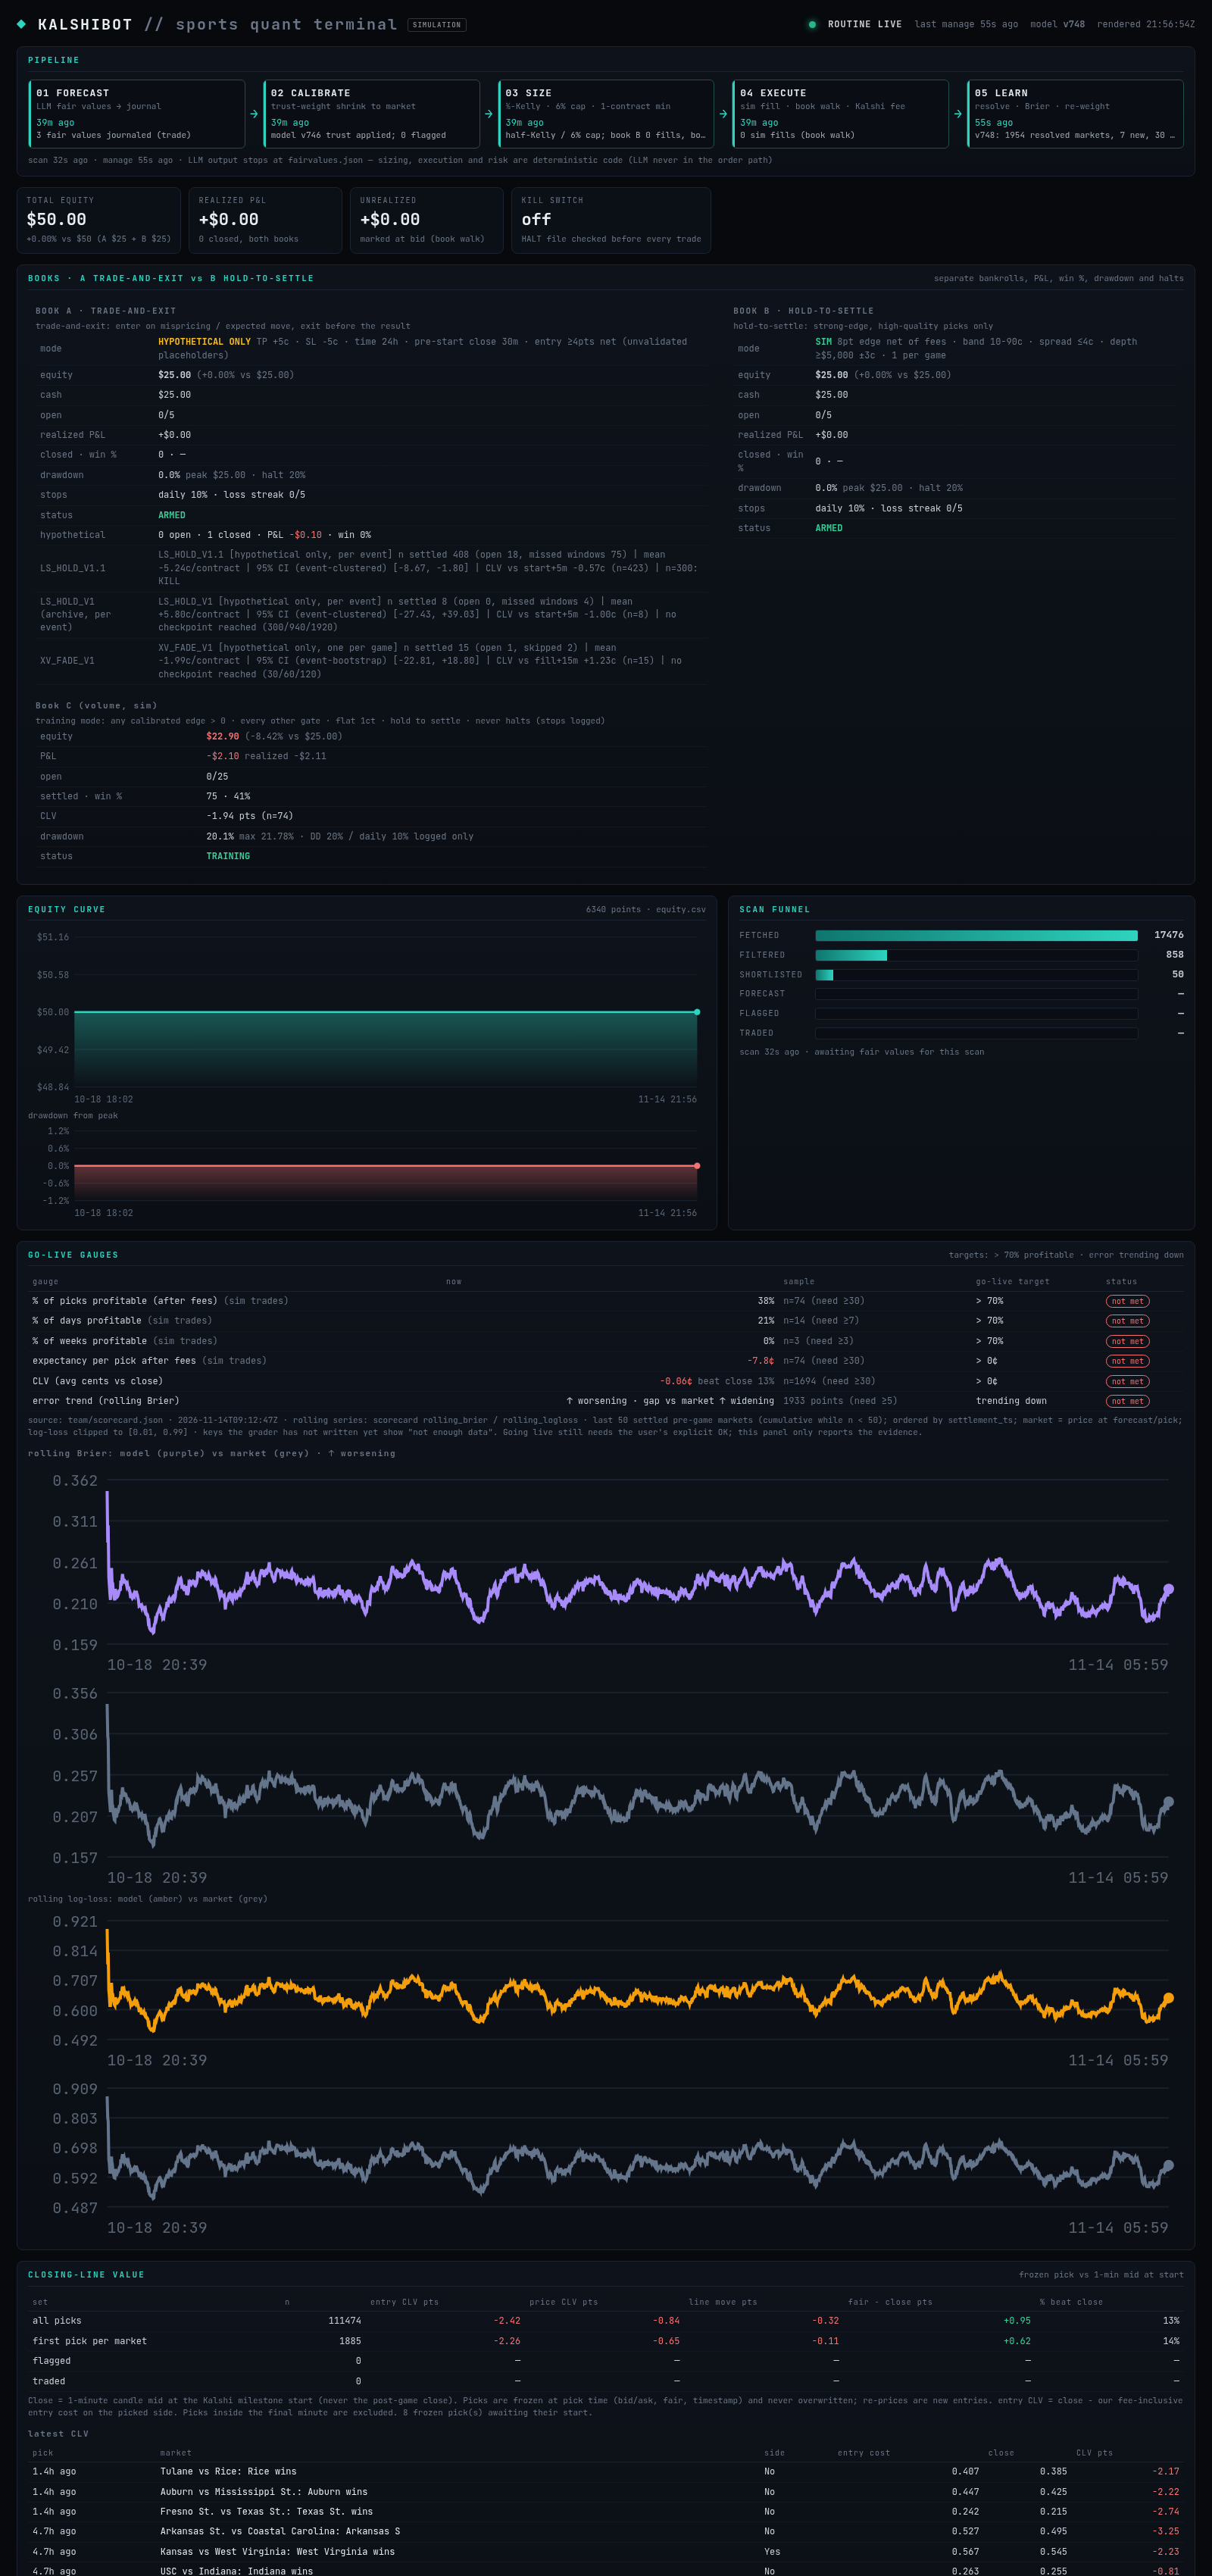 ◆ KALSHIBOT // sports quant terminal SIMULATION
ROUTINE LIVE last manage 55s ago model v748 rendered 21:56:54Z
PIPELINE
01 FORECAST
LLM fair values → journal
39m ago
3 fair values journaled (trade)
→
02 CALIBRATE
trust-weight shrink to market
39m ago
model v746 trust applied; 0 flagged
→
03 SIZE
½-Kelly · 6% cap · 1-contract min
39m ago
half-Kelly / 6% cap; book B 0 fills, bo…
→
04 EXECUTE
sim fill · book walk · Kalshi fee
39m ago
0 sim fills (book walk)
→
05 LEARN
resolve · Brier · re-weight
55s ago
v748: 1954 resolved markets, 7 new, 30 …
scan 32s ago · manage 55s ago · LLM output stops at fairvalues.json — sizing, execution and risk are deterministic code (LLM never in the order path)
TOTAL EQUITY
$50.00
+0.00% vs $50 (A $25 + B $25)
REALIZED P&L
+$0.00
0 closed, both books
UNREALIZED
+$0.00
marked at bid (book walk)
KILL SWITCH
off
HALT file checked before every trade
BOOKS · A TRADE-AND-EXIT vs B HOLD-TO-SETTLE
separate bankrolls, P&L, win %, drawdown and halts
BOOK A · TRADE-AND-EXIT
trade-and-exit: enter on mispricing / expected move, exit before the result
mode HYPOTHETICAL ONLY TP +5c · SL -5c · time 24h · pre-start close 30m · entry ≥4pts net (unvalidated
placeholders)
equity $25.00 (+0.00% vs $25.00)
cash $25.00
open 0/5
realized P&L +$0.00
closed · win % 0 · —
drawdown 0.0% peak $25.00 · halt 20%
stops daily 10% · loss streak 0/5
status ARMED
hypothetical 0 open · 1 closed · P&L -$0.10 · win 0%
LS_HOLD_V1.1 LS_HOLD_V1.1 [hypothetical only, per event] n settled 408 (open 18, missed windows 75) | mean
-5.24c/contract | 95% CI (event-clustered) [-8.67, -1.80] | CLV vs start+5m -0.57c (n=423) | n=300:
KILL
LS_HOLD_V1 (archive, per event) LS_HOLD_V1 [hypothetical only, per event] n settled 8 (open 0, missed windows 4) | mean
+5.80c/contract | 95% CI (event-clustered) [-27.43, +39.03] | CLV vs start+5m -1.00c (n=8) | no
checkpoint reached (300/940/1920)
XV_FADE_V1 XV_FADE_V1 [hypothetical only, one per game] n settled 15 (open 1, skipped 2) | mean
-1.99c/contract | 95% CI (event-bootstrap) [-22.81, +18.80] | CLV vs fill+15m +1.23c (n=15) | no
checkpoint reached (30/60/120)
BOOK B · HOLD-TO-SETTLE
hold-to-settle: strong-edge, high-quality picks only
mode SIM 8pt edge net of fees · band 10-90c · spread ≤4c · depth
≥$5,000 ±3c · 1 per game
equity $25.00 (+0.00% vs $25.00)
cash $25.00
open 0/5
realized P&L +$0.00
closed · win % 0 · —
drawdown 0.0% peak $25.00 · halt 20%
stops daily 10% · loss streak 0/5
status ARMED
Book C (volume, sim)
training mode: any calibrated edge > 0 · every other gate · flat 1ct · hold to settle · never halts (stops logged)
equity $22.90 (-8.42% vs $25.00)
P&L -$2.10 realized -$2.11
open 0/25
settled · win % 75 · 41%
CLV -1.94 pts (n=74)
drawdown 20.1% max 21.78% · DD 20% / daily 10% logged only
status TRAINING
EQUITY CURVE
6340 points · equity.csv
$51.16
$50.58
$50.00
$49.42
$48.84
10-18 18:02 11-14 21:56
drawdown from peak
1.2%
0.6%
0.0%
-0.6%
-1.2%
10-18 18:02 11-14 21:56
SCAN FUNNEL
FETCHED 17476
FILTERED 858
SHORTLISTED 50
FORECAST —
FLAGGED —
TRADED —
scan 32s ago · awaiting fair values for this scan
GO-LIVE GAUGES
targets: > 70% profitable · error trending down
gauge now sample go-live target status
% of picks profitable (after fees) (sim trades) 38% n=74 (need ≥30) > 70% not met
% of days profitable (sim trades) 21% n=14 (need ≥7) > 70% not met
% of weeks profitable (sim trades) 0% n=3 (need ≥3) > 70% not met
expectancy per pick after fees (sim trades) -7.8¢ n=74 (need ≥30) > 0¢ not met
CLV (avg cents vs close) -0.06¢ beat close 13% n=1694 (need ≥30) > 0¢ not met
error trend (rolling Brier) ↑ worsening · gap vs market ↑ widening 1933 points (need ≥5) trending down not met
source: team/scorecard.json · 2026-11-14T09:12:47Z · rolling series: scorecard rolling_brier / rolling_logloss · last 50 settled pre-game markets (cumulative while n < 50); ordered by settlement_ts; market = price at forecast/pick;
log-loss clipped to [0.01, 0.99] · keys the grader has not written yet show "not enough data". Going live still needs the user's explicit OK; this panel only reports the evidence.
rolling Brier: model (purple) vs market (grey) · ↑ worsening
0.362
0.311
0.261
0.210
0.159
10-18 20:39 11-14 05:59
0.356
0.306
0.257
0.207
0.157
10-18 20:39 11-14 05:59
rolling log-loss: model (amber) vs market (grey)
0.921
0.814
0.707
0.600
0.492
10-18 20:39 11-14 05:59
0.909
0.803
0.698
0.592
0.487
10-18 20:39 11-14 05:59
CLOSING-LINE VALUE
frozen pick vs 1-min mid at start
set n entry CLV pts price CLV pts line move pts fair - close pts % beat close
all picks 111474 -2.42 -0.84 -0.32 +0.95 13%
first pick per market 1885 -2.26 -0.65 -0.11 +0.62 14%
flagged 0 — — — — —
traded 0 — — — — —
Close = 1-minute candle mid at the Kalshi milestone start (never the post-game close). Picks are frozen at pick time (bid/ask, fair, timestamp) and never overwritten; re-prices are new entries. entry CLV = close - our fee-inclusive
entry cost on the picked side. Picks inside the final minute are excluded. 8 frozen pick(s) awaiting their start.
latest CLV
pick market side entry cost close CLV pts
1.4h ago Tulane vs Rice: Rice wins No 0.407 0.385 -2.17
1.4h ago Auburn vs Mississippi St.: Auburn wins No 0.447 0.425 -2.22
1.4h ago Fresno St. vs Texas St.: Texas St. wins No 0.242 0.215 -2.74
4.7h ago Arkansas St. vs Coastal Carolina: Arkansas S No 0.527 0.495 -3.25
4.7h ago Kansas vs West Virginia: West Virginia wins Yes 0.567 0.545 -2.23
4.7h ago USC vs Indiana: Indiana wins No 0.263 0.255 -0.81